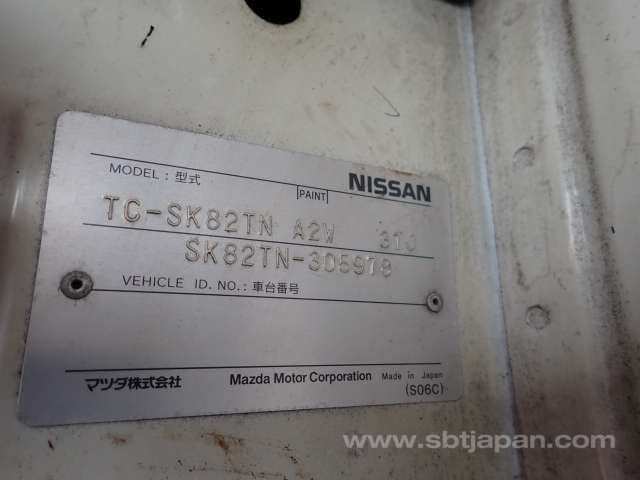 MODEL : 型式
PAINT
NISSAN
TC-SK82TN A2W
SK82TN-305978
VEHICLE ID. NO. : 車台番号
マツダ株式会社 Mazda Motor Corporation Made in Japan
(S06C)
www.sbtjapan.com